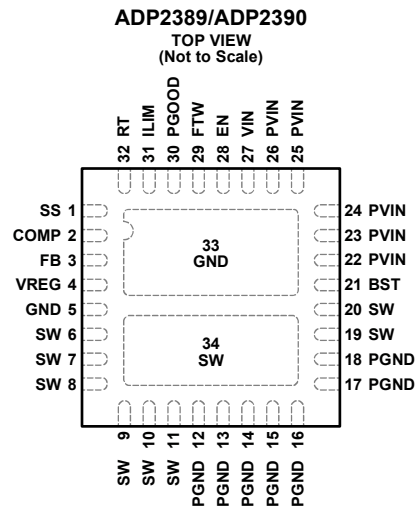 ADP2389/ADP2390
TOP VIEW
(Not to Scale)
32 RT
31 ILIM
30 PGOOD
29 FTW
28 EN
27 VIN
26 PVIN
25 PVIN
SS 1
COMP 2
FB 3
VREG 4
GND 5
SW 6
SW 7
SW 8
33
GND
34
SW
24 PVIN
23 PVIN
22 PVIN
21 BST
20 SW
19 SW
18 PGND
17 PGND
SW 9
SW 10
SW 11
PGND 12
PGND 13
PGND 14
PGND 15
PGND 16